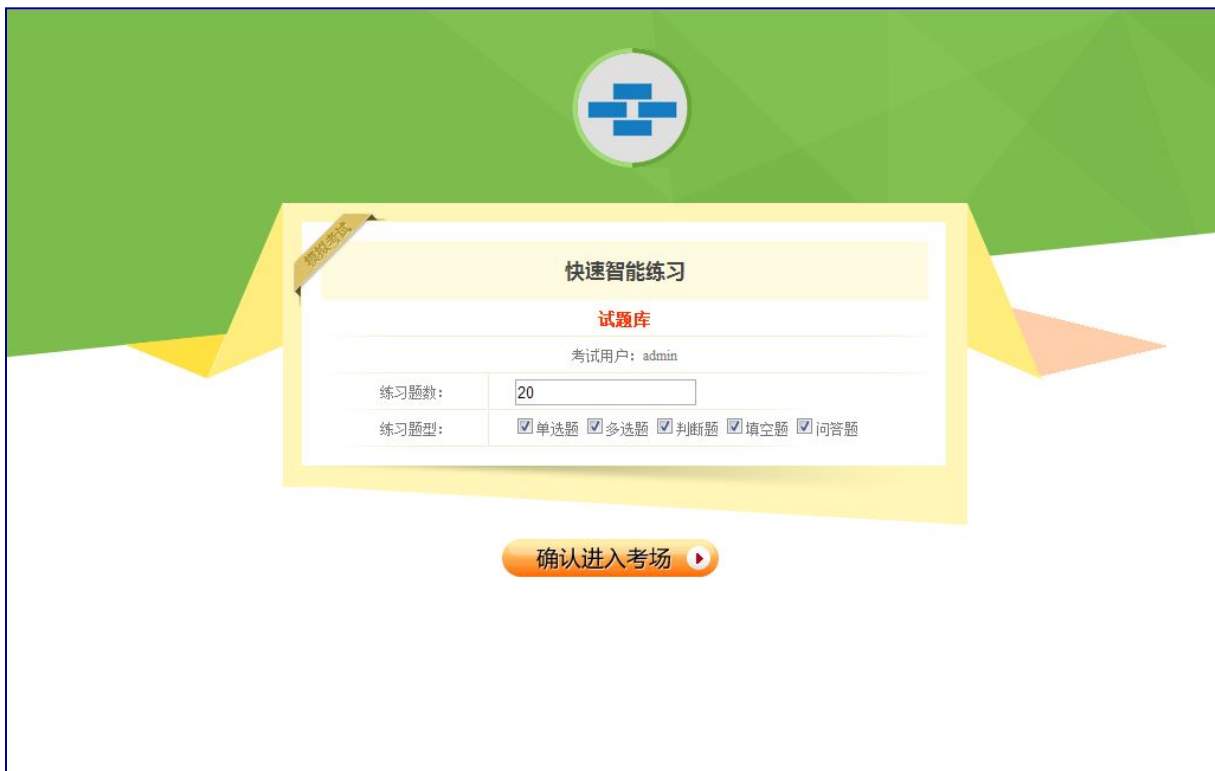 模拟考试
快速智能练习
试题库
考试用户：admin
练习题数： 20
练习题型： 单选题 多选题 判断题 填空题 问答题
确认进入考场